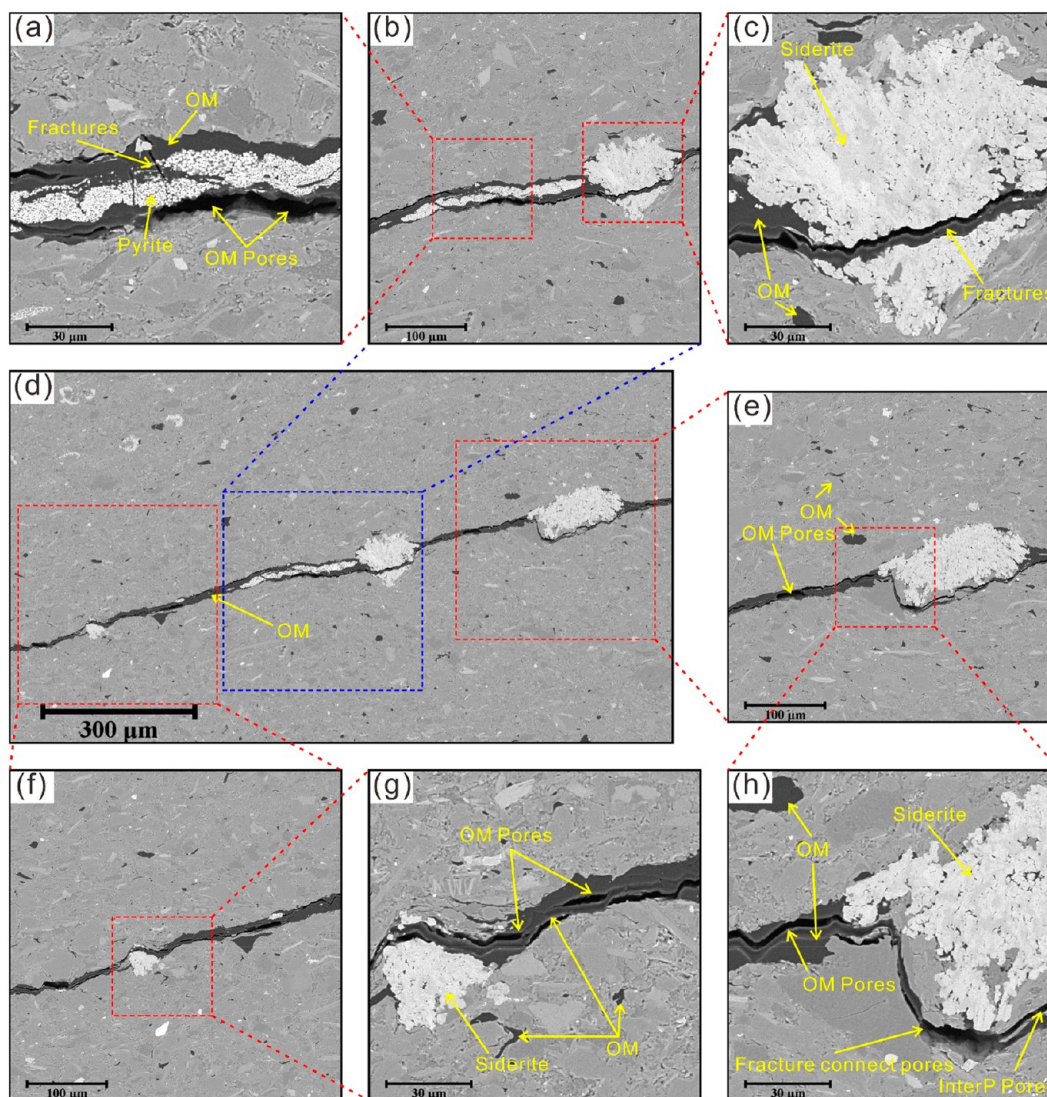 (a)
OM
Fractures
Pyrite
OM Pores
30 μm
(b)
100 μm
(c)
Siderite
OM
Fractures
30 μm
(d)
OM
300 μm
(e)
OM
OM Pores
100 μm
(f)
100 μm
(g)
OM Pores
Siderite
OM
30 μm
(h)
Siderite
OM
OM Pores
Fracture connect pores
InterP Pore
30 μm